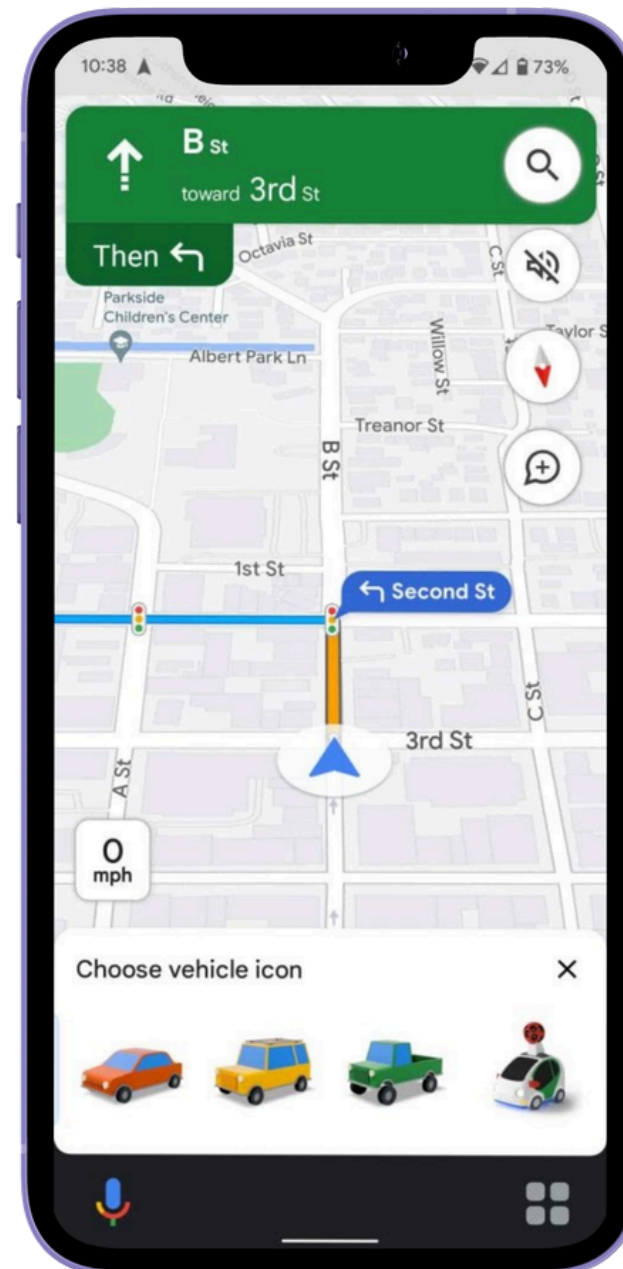 10:38
73%
B St
toward 3rd St
Then
Octavia St
C St
Parkside
Children's Center
Willow St
Taylor S
Albert Park Ln
Treanor St
B St
1st St
Second St
C St
3rd St
A St
0
mph
Choose vehicle icon